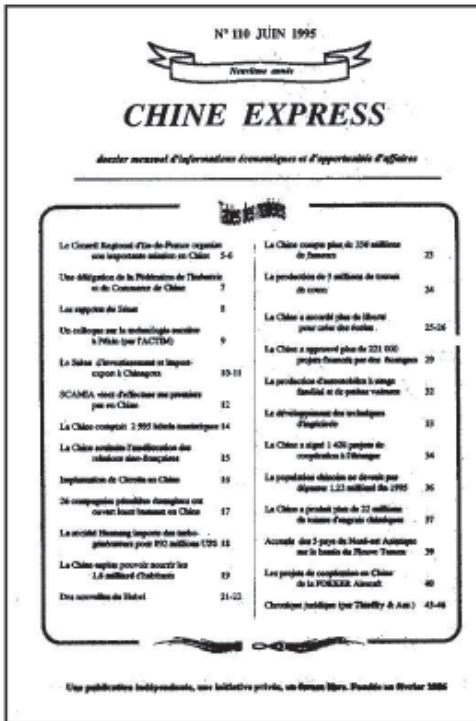 N° 110 JUIN 1995
Neuvième année
CHINE EXPRESS
dossier mensuel d'informations économiques et d'opportunités d'affaires
Table des matières
Le Conseil Régional d'Ile-de-France organise
une importante mission en Chine 5-6
Une délégation de la Fédération de l'Industrie
et du Commerce de Chine 7
Les rapports du Sénat 8
Un colloque sur la technologie
à Pékin (par l'ACTIM) 9
Le Salon d'investissement et import-
export à Chiangora 10-11
SCANIA vient d'effectuer ses premiers
pas en Chine 12
La Chine comptait 2 995 hôtels touristiques 14
La Chine souhaite l'amélioration des
relations sino-françaises 15
Implantation de Citroën en Chine 16
26 compagnies pétrolières étrangères ont
ouvert leurs bureaux en Chine 17
La société Huaneng importe des turbo-
générateurs pour 892 millions US$ 18
La Chine espère pouvoir nourrir les
1,6 milliard d'habitants 19
Des nouvelles du Hubei 21-22
La Chine compte plus de 250 millions
de fumeurs 23
La production de 3 millions de tonnes
de coton 24
La Chine a accordé plus de liberté
pour créer des écoles 25-26
La Chine a approuvé plus de 221 000
projets financés par des étrangers 29
La production d'automobiles à usage
familial et de petites voitures 32
Le développement des techniques
d'ingénierie 33
La Chine a signé 1 420 projets de
coopération à l'étranger 34
La population chinoise ne devrait pas
dépasser 1,23 milliard fin 1995 36
La Chine a produit plus de 22 millions
de tonnes d'engrais chimiques 37
Accords des 5 pays du Nord-est Asiatique
sur le bassin du Fleuve Tumen 39
Les projets de coopération en Chine
de la FOKKER Aircraft 40
Chronique juridique (par Thieffry & Ass.) 43-46
Une publication indépendante, une initiative privée, un forum libre. Fondée en février 1986